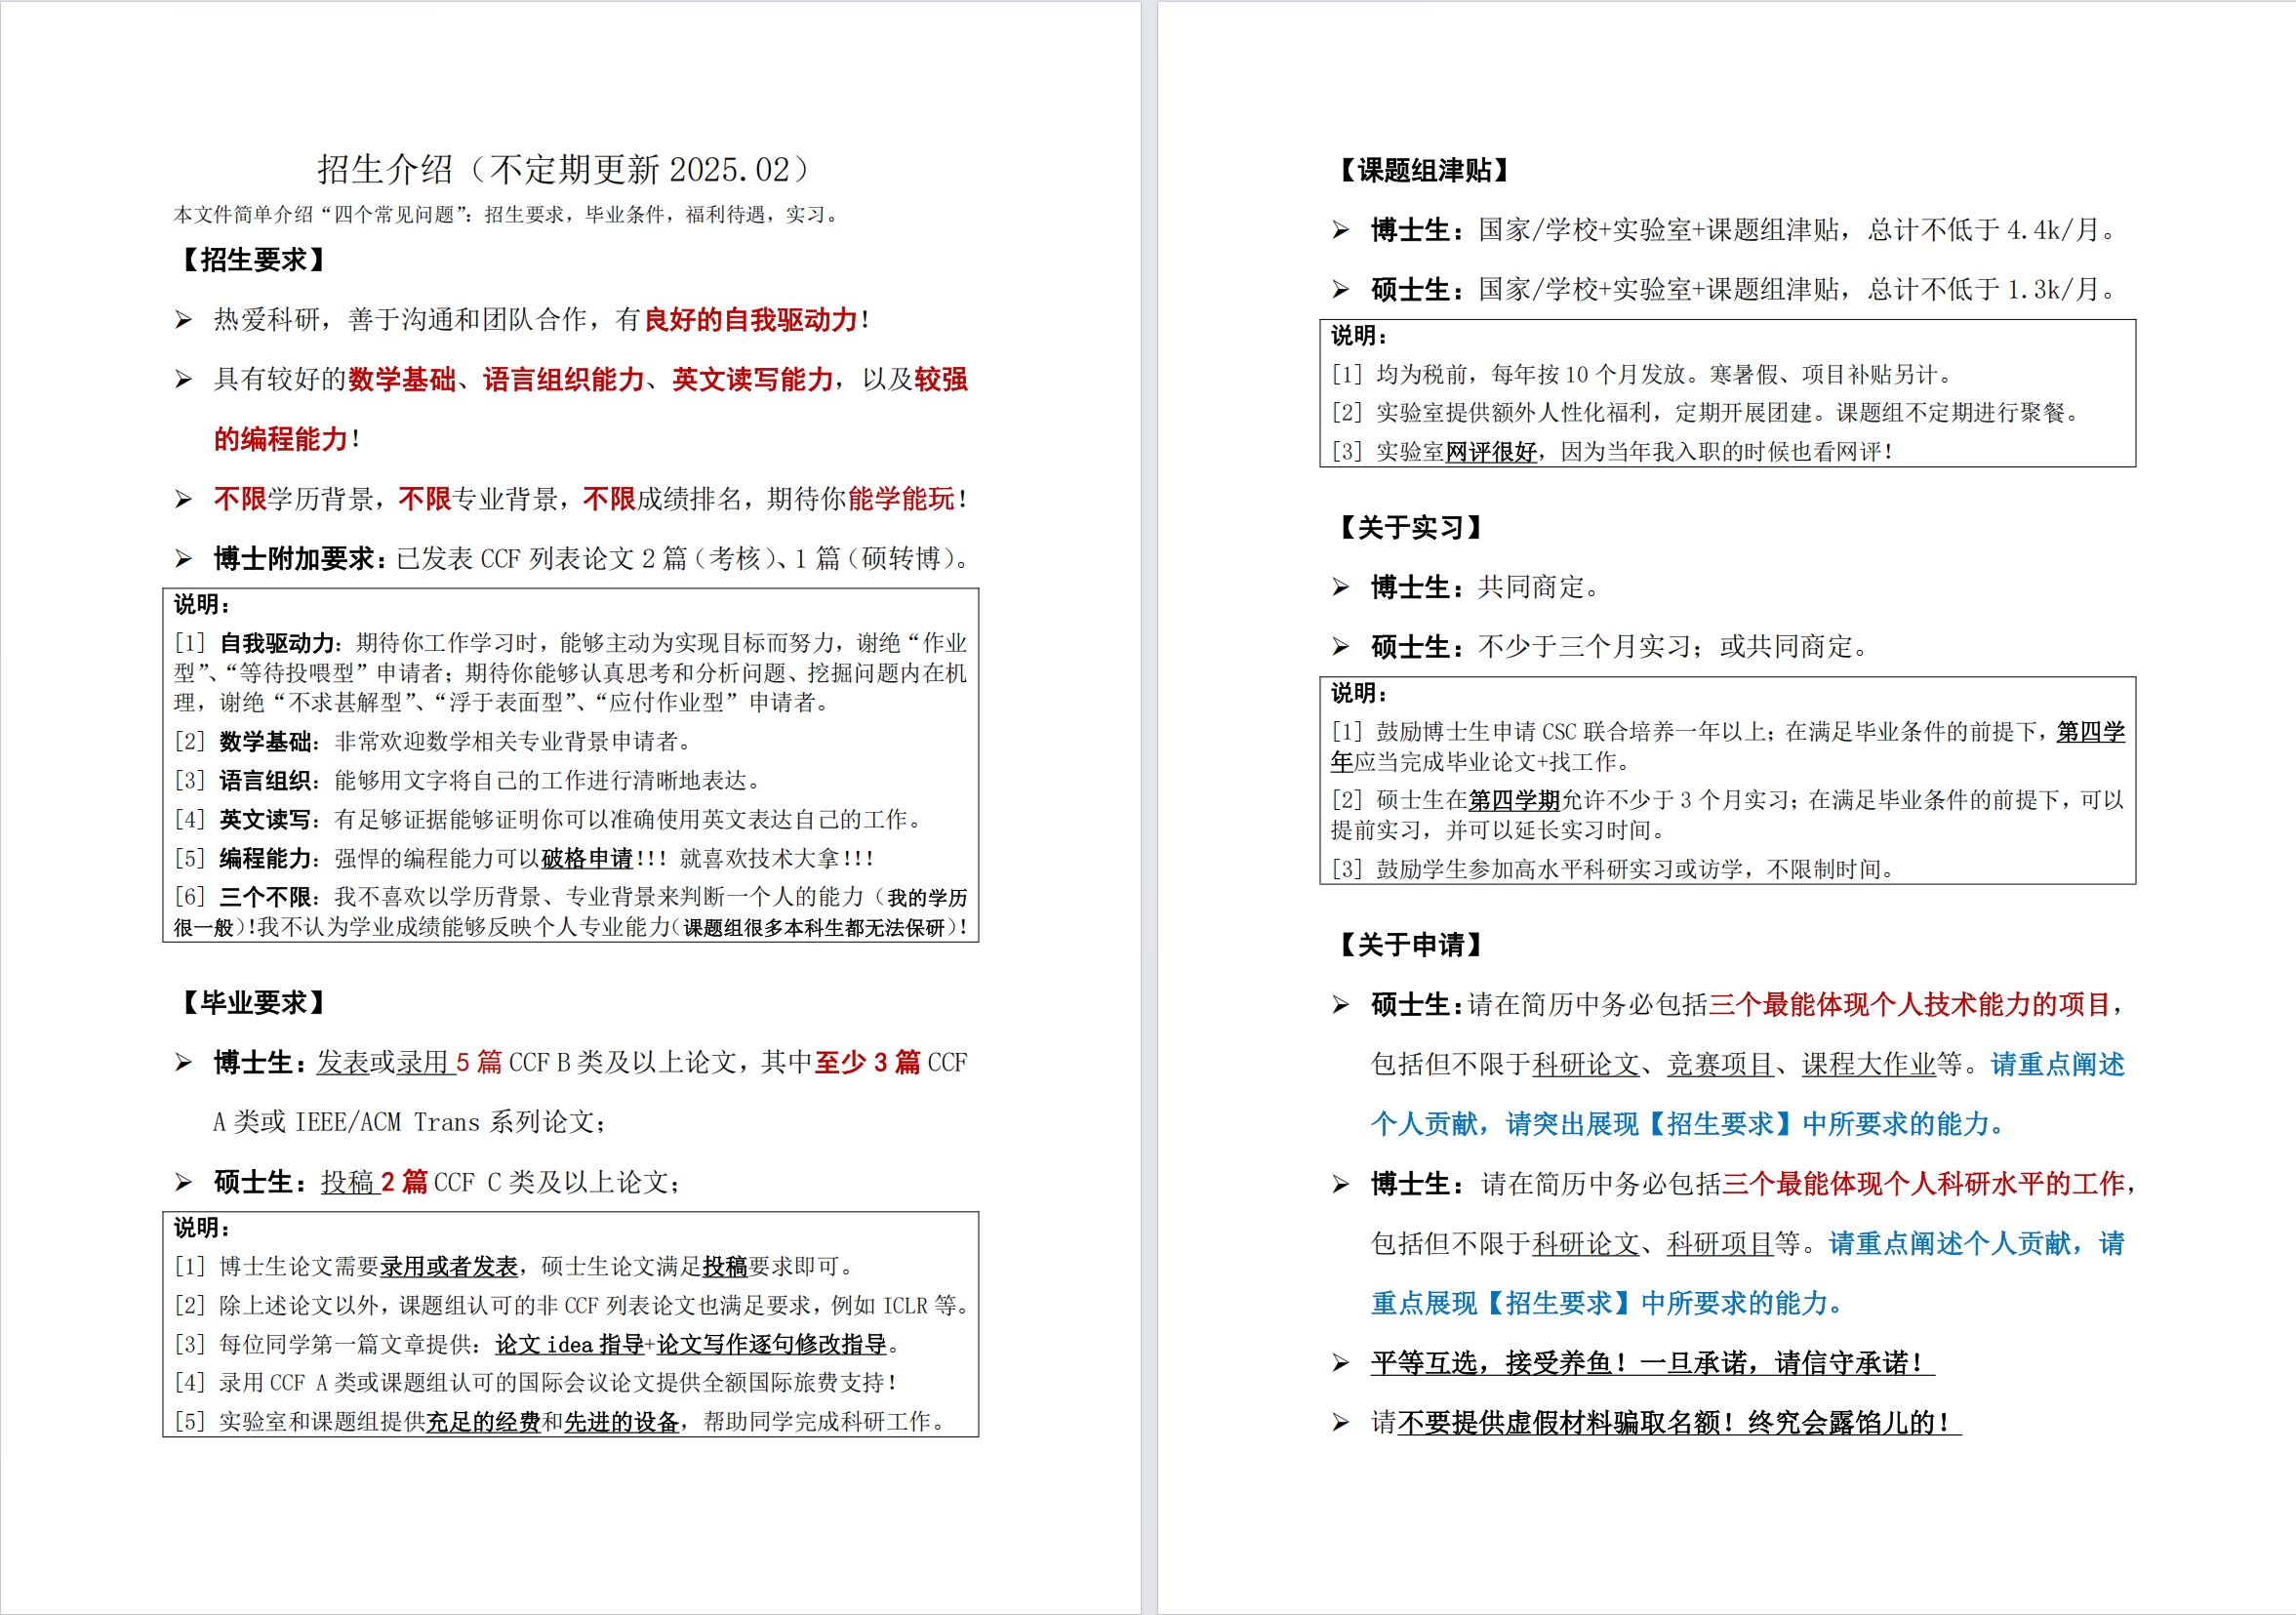 招生介绍（不定期更新 2025.02）
本文件简单介绍“四个常见问题”：招生要求，毕业条件，福利待遇，实习。
【招生要求】
➢ 热爱科研，善于沟通和团队合作，有良好的自我驱动力！
➢ 具有较好的数学基础、语言组织能力、英文读写能力，以及较强
的编程能力！
➢ 不限学历背景，不限专业背景，不限成绩排名，期待你能学能玩！
➢ 博士附加要求：已发表 CCF 列表论文 2 篇（考核）、1 篇（硕转博）。
说明：
[1] 自我驱动力：期待你工作学习时，能够主动为实现目标而努力，谢绝“作业
型”、“等待投喂型”申请者；期待你能够认真思考和分析问题、挖掘问题内在机
理，谢绝“不求甚解型”、“浮于表面型”、“应付作业型”申请者。
[2] 数学基础：非常欢迎数学相关专业背景申请者。
[3] 语言组织：能够用文字将自己的工作进行清晰地表达。
[4] 英文读写：有足够证据能够证明你可以准确使用英文表达自己的工作。
[5] 编程能力：强悍的编程能力可以破格申请!!! 就喜欢技术大拿!!!
[6] 三个不限：我不喜欢以学历背景、专业背景来判断一个人的能力（我的学历
很一般）！我不认为学业成绩能够反映个人专业能力（课题组很多本科生都无法保研）！
【毕业要求】
➢ 博士生：发表或录用 5 篇 CCF B 类及以上论文，其中至少 3 篇 CCF
A 类或 IEEE/ACM Trans 系列论文；
➢ 硕士生：投稿 2 篇 CCF C 类及以上论文；
说明：
[1] 博士生论文需要录用或者发表，硕士生论文满足投稿要求即可。
[2] 除上述论文以外，课题组认可的非 CCF 列表论文也满足要求，例如 ICLR 等。
[3] 每位同学第一篇文章提供：论文 idea 指导+论文写作逐句修改指导。
[4] 录用 CCF A 类或课题组认可的国际会议论文提供全额国际旅费支持！
[5] 实验室和课题组提供充足的经费和先进的设备，帮助同学完成科研工作。
【课题组津贴】
➢ 博士生：国家/学校+实验室+课题组津贴，总计不低于 4.4k/月。
➢ 硕士生：国家/学校+实验室+课题组津贴，总计不低于 1.3k/月。
说明：
[1] 均为税前，每年按 10 个月发放。寒暑假、项目补贴另计。
[2] 实验室提供额外人性化福利，定期开展团建。课题组不定期进行聚餐。
[3] 实验室网评很好，因为当年我入职的时候也看网评！
【关于实习】
➢ 博士生：共同商定。
➢ 硕士生：不少于三个月实习；或共同商定。
说明：
[1] 鼓励博士生申请 CSC 联合培养一年以上；在满足毕业条件的前提下，第四学
年应当完成毕业论文+找工作。
[2] 硕士生在第四学期允许不少于 3 个月实习；在满足毕业条件的前提下，可以
提前实习，并可以延长实习时间。
[3] 鼓励学生参加高水平科研实习或访学，不限制时间。
【关于申请】
➢ 硕士生：请在简历中务必包括三个最能体现个人技术能力的项目，
包括但不限于科研论文、竞赛项目、课程大作业等。请重点阐述
个人贡献，请突出展现【招生要求】中所要求的能力。
➢ 博士生：请在简历中务必包括三个最能体现个人科研水平的工作，
包括但不限于科研论文、科研项目等。请重点阐述个人贡献，请
重点展现【招生要求】中所要求的能力。
➢ 平等互选，接受养鱼！一旦承诺，请信守承诺！
➢ 请不要提供虚假材料骗取名额！终究会露馅儿的！